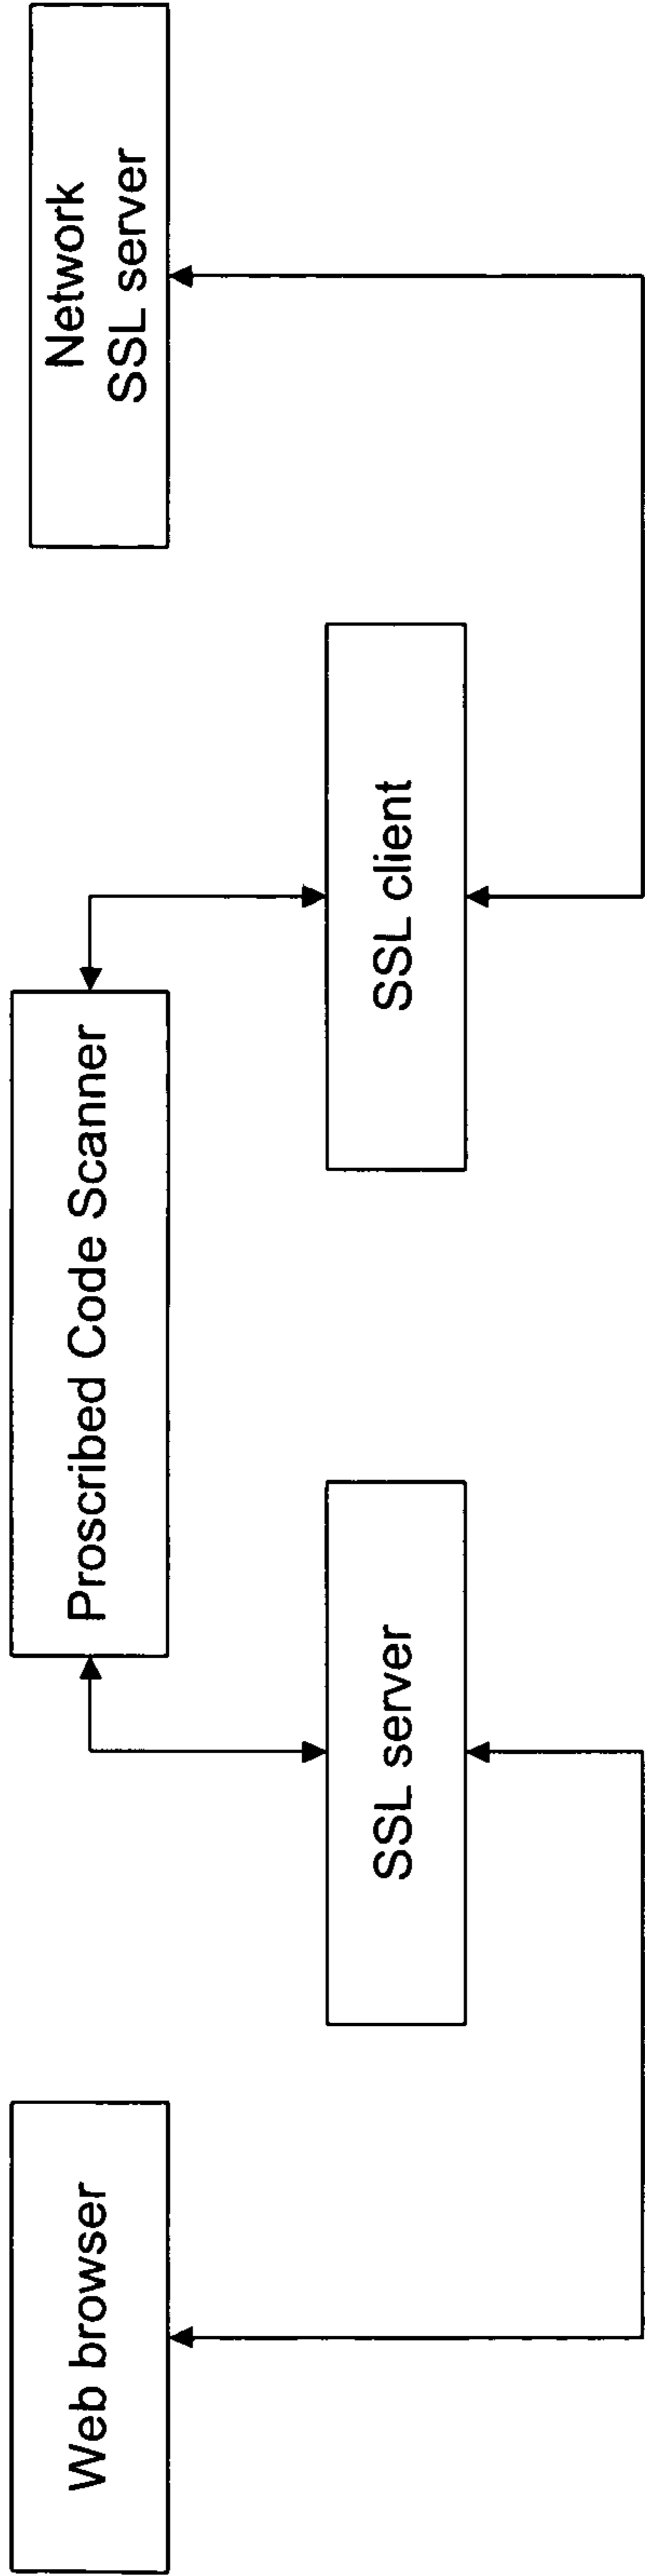 Web browser
SSL server
Proscribed Code Scanner
SSL client
Network
SSL server